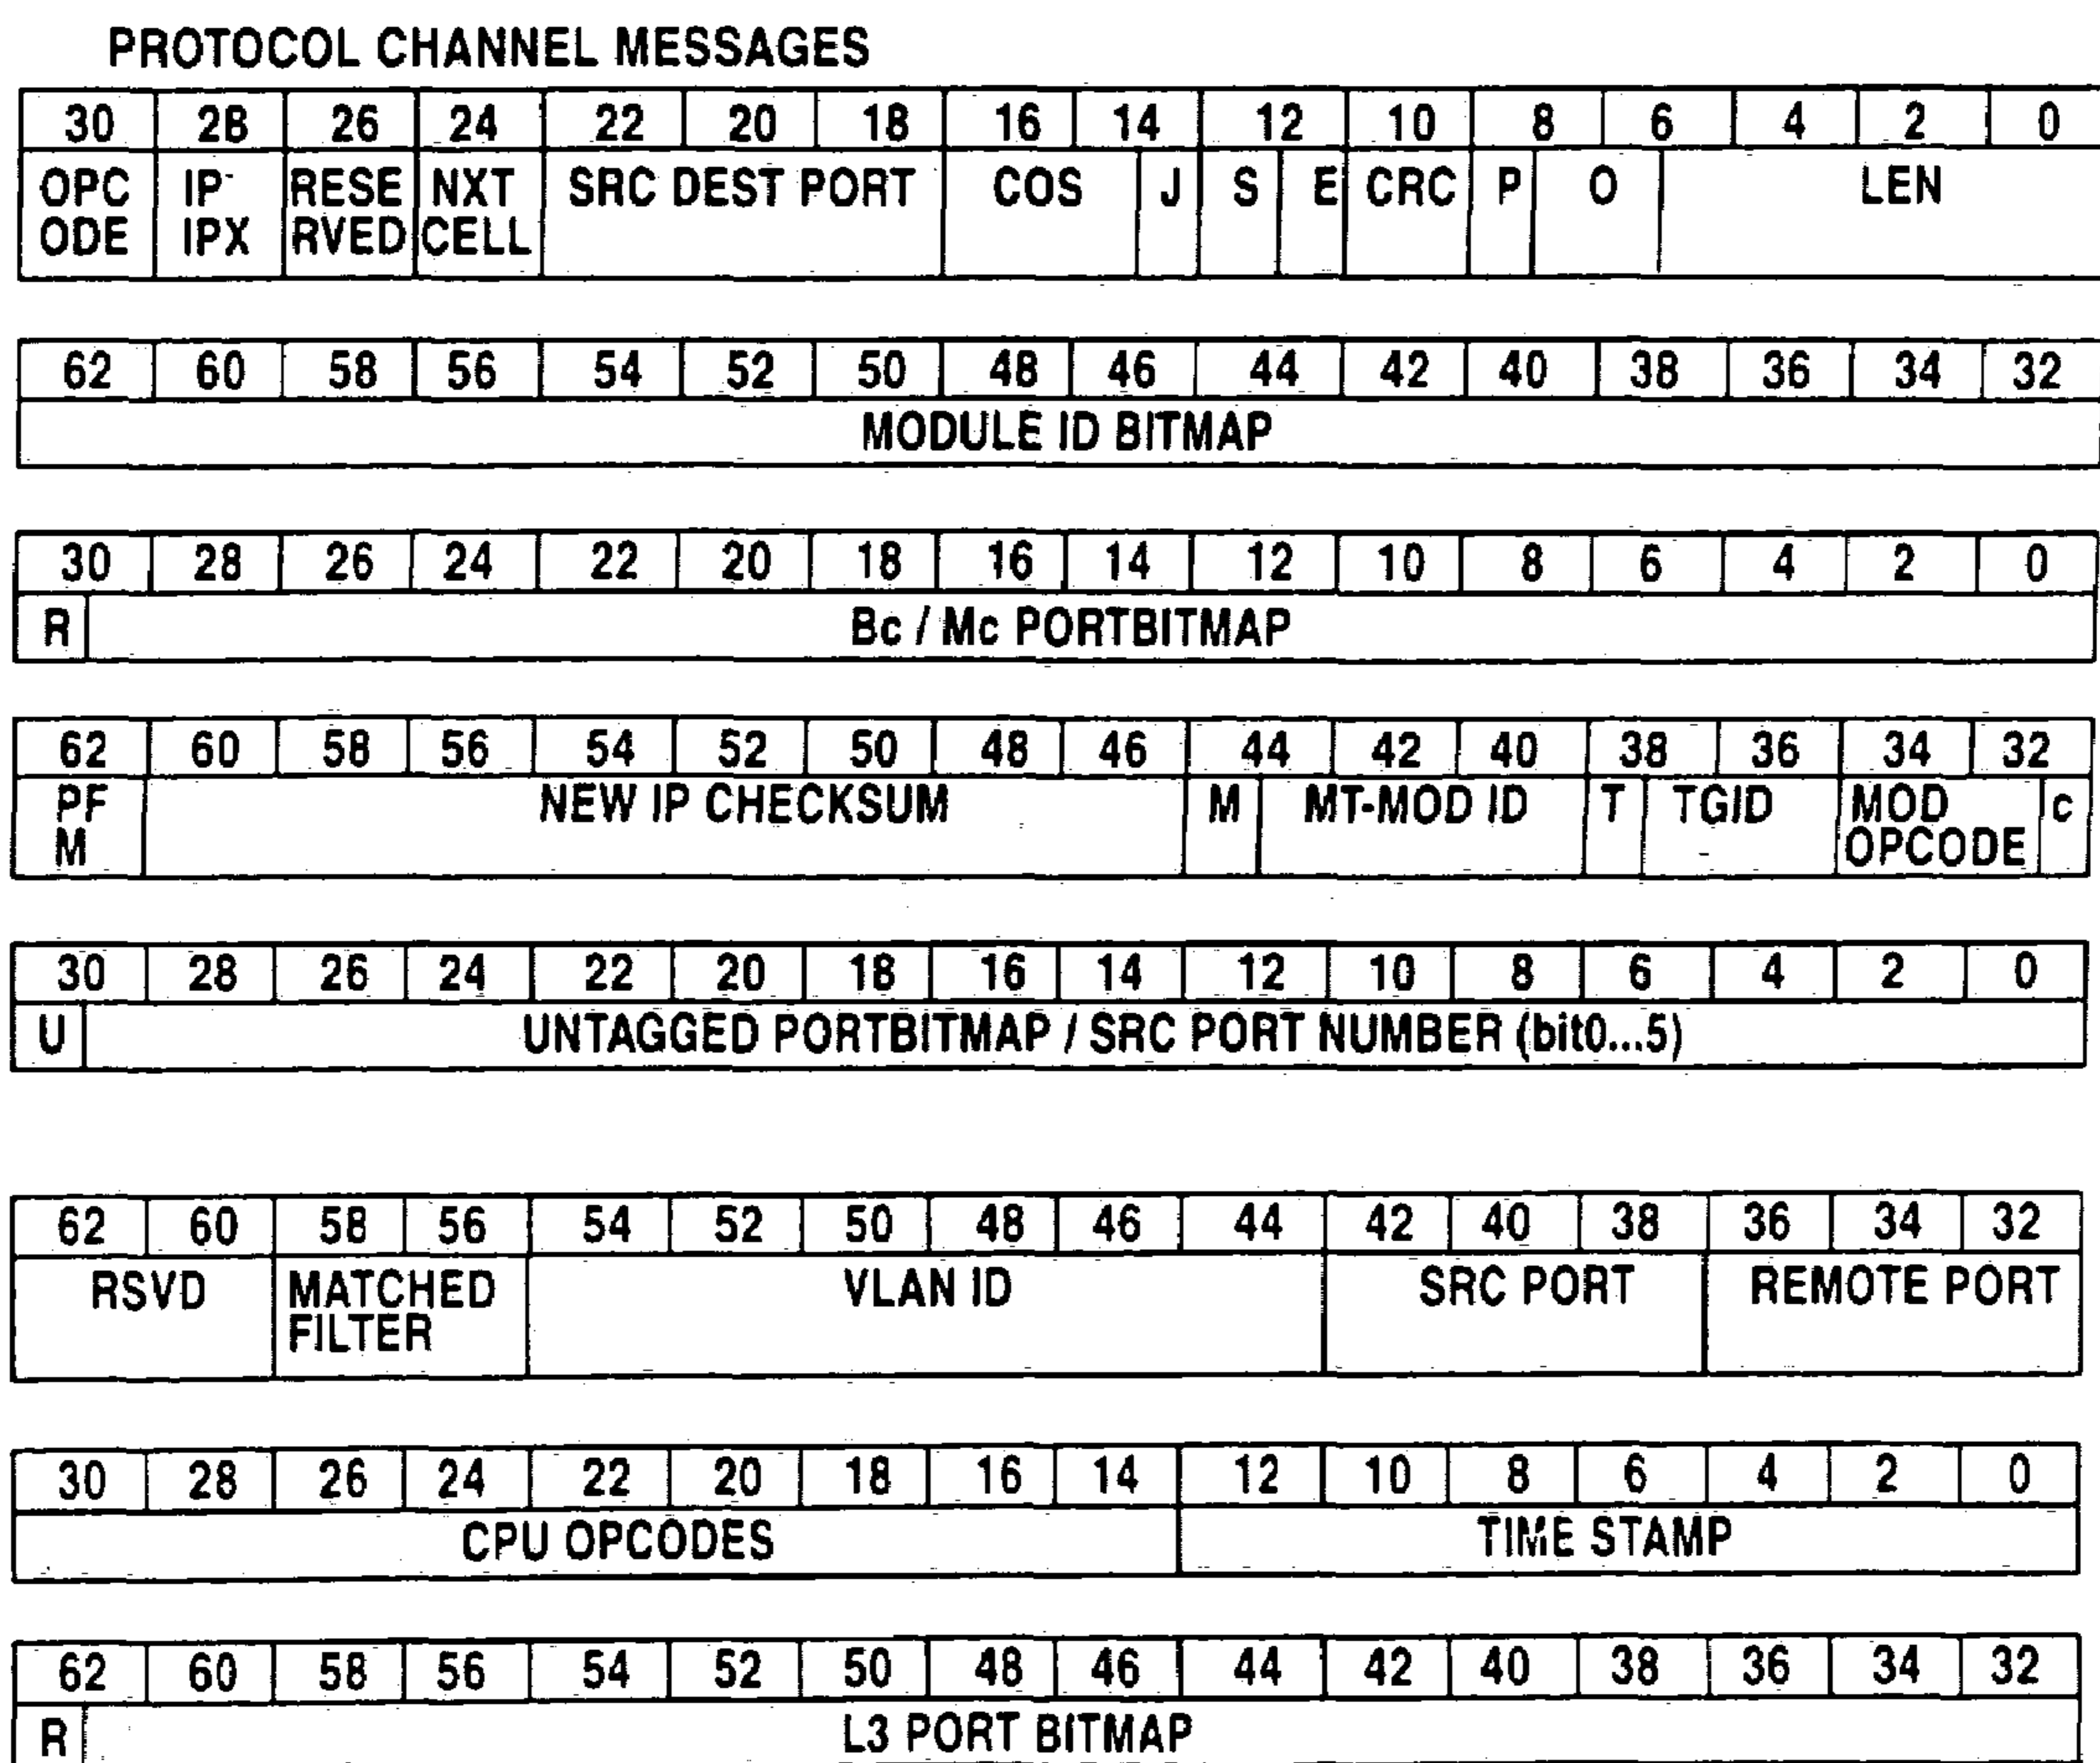 PROTOCOL CHANNEL MESSAGES
30 28 26 24 22 20 18 16 14 12 10 8 6 4 2 0
OPC IP IPX RESE NXT SRC DEST PORT COS J S E CRC P O LEN
ODE IPX RVED CELL
62 60 58 56 54 52 50 48 46 44 42 40 38 36 34 32
MODULE ID BITMAP
30 28 26 24 22 20 18 16 14 12 10 8 6 4 2 0
R Bc / Mc PORTBITMAP
62 60 58 56 54 52 50 48 46 44 42 40 38 36 34 32
PF NEW IP CHECKSUM M MT-MOD ID T TGID MOD c
M OPCODE
30 28 26 24 22 20 18 16 14 12 10 8 6 4 2 0
U UNTAGGED PORTBITMAP / SRC PORT NUMBER (bit0...5)
62 60 58 56 54 52 50 48 46 44 42 40 38 36 34 32
RSVD MATCHED VLAN ID SRC PORT REMOTE PORT
FILTER
30 28 26 24 22 20 18 16 14 12 10 8 6 4 2 0
CPU OPCODES TIME STAMP
62 60 58 56 54 52 50 48 46 44 42 40 38 36 34 32
R L3 PORT BITMAP